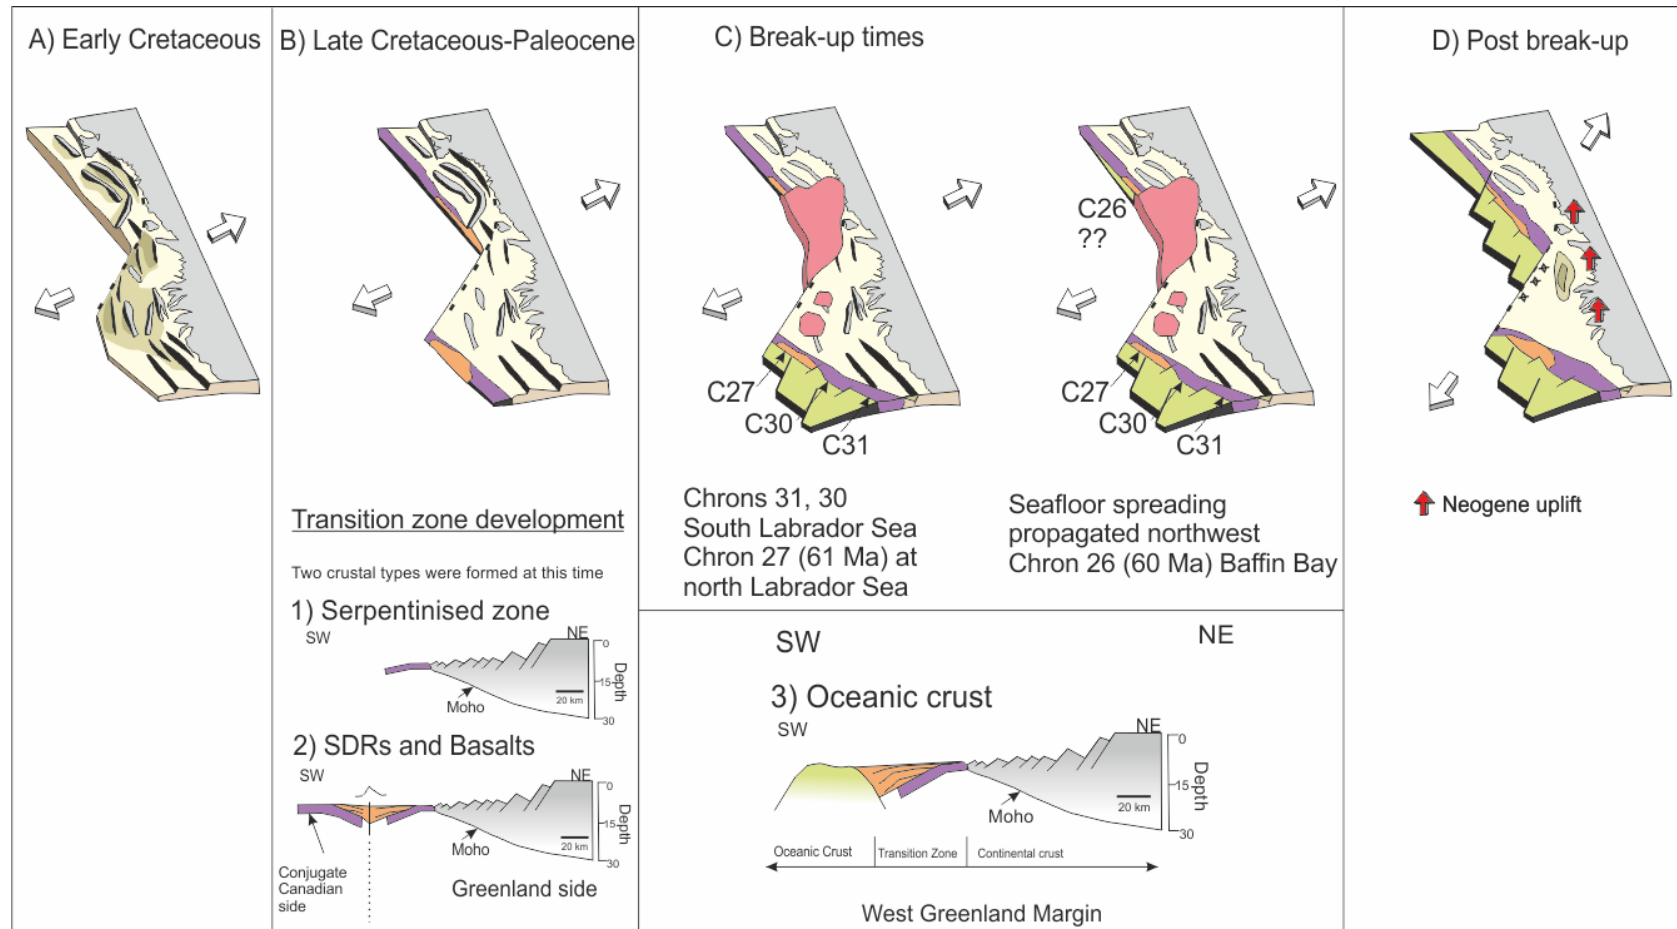 A) Early Cretaceous
B) Late Cretaceous-Paleocene
Transition zone development
Two crustal types were formed at this time
1) Serpentinised zone
SW
NE
0
15
30
Depth
Moho
20 km
2) SDRs and Basalts
SW
NE
0
15
30
Depth
Moho
20 km
Conjugate
Canadian
side
Greenland side
C) Break-up times
C27
C30
C31
Chrons 31, 30
South Labrador Sea
Chron 27 (61 Ma) at
north Labrador Sea
C26
??
C27
C30
C31
Seafloor spreading
propagated northwest
Chron 26 (60 Ma) Baffin Bay
SW
NE
3) Oceanic crust
SW
NE
0
15
30
Depth
Moho
20 km
Oceanic Crust
Transition Zone
Continental crust
West Greenland Margin
D) Post break-up
Neogene uplift